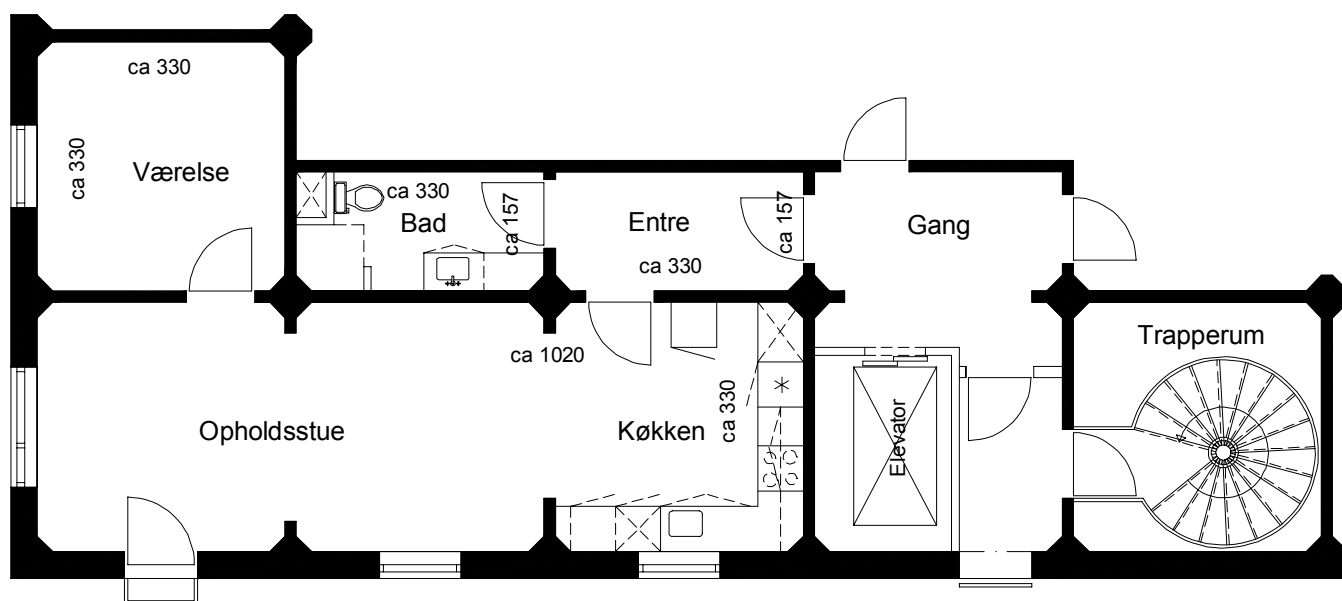 ca 330
ca 330
Værelse
ca 330
Bad
ca 157
Entre
ca 330
ca 157
Gang
ca 1020
Opholdsstue
Køkken
ca 330
Elevator
Trapperum